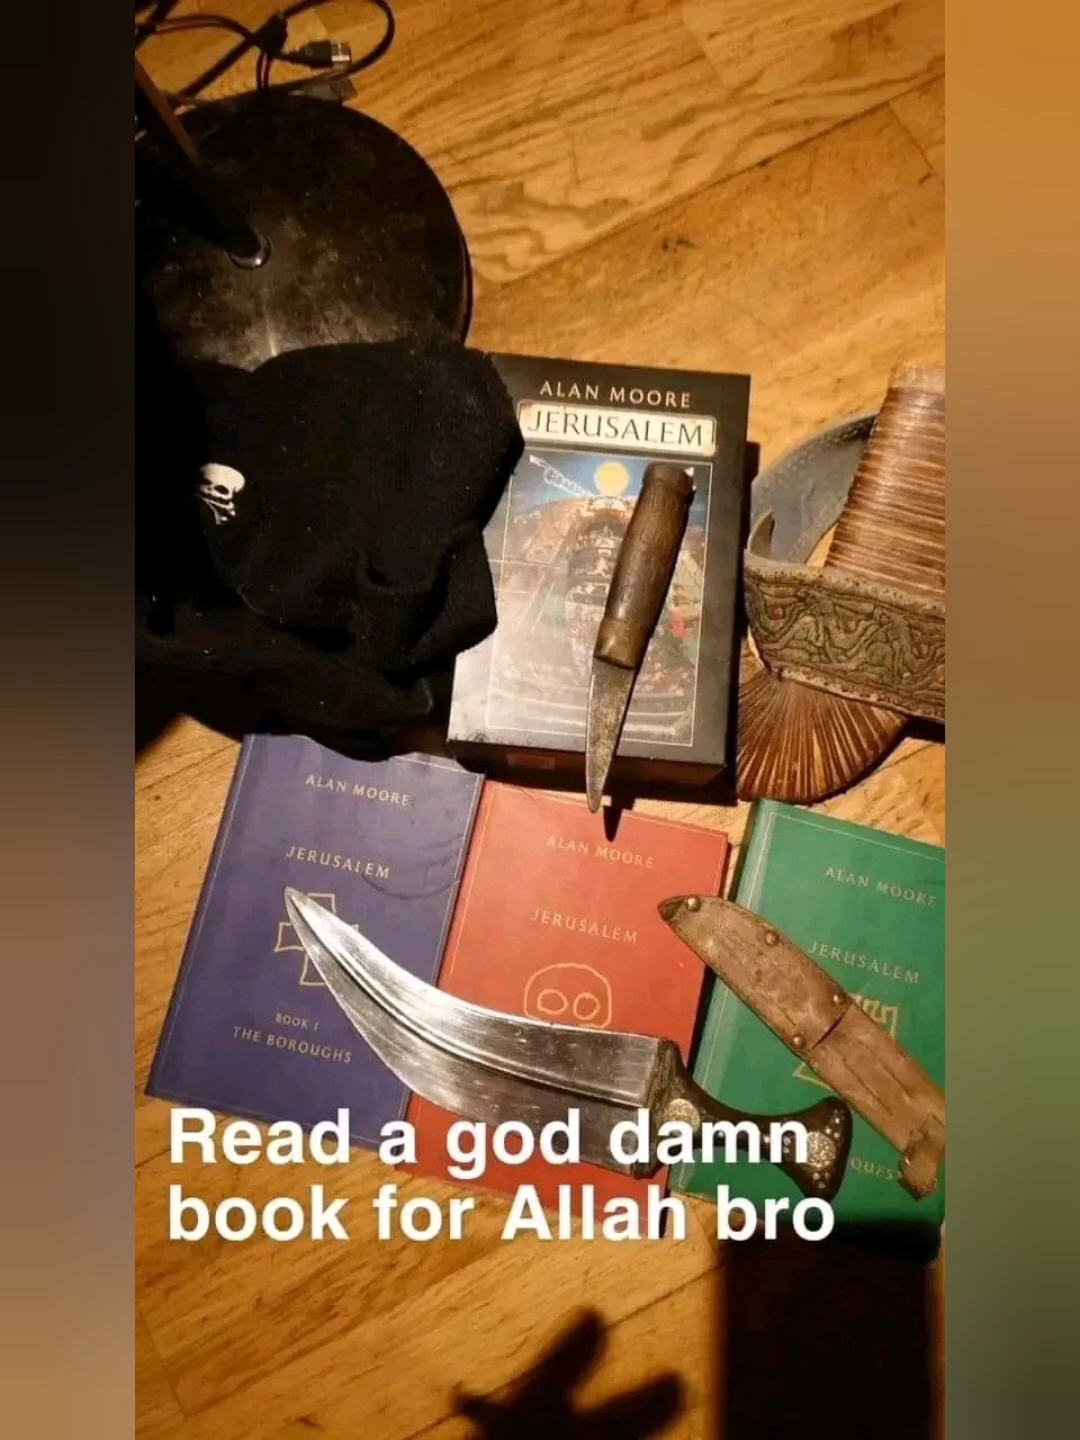 ALAN MOORE
JERUSALEM
ALAN MOORE
JERUSALEM
BOOK I
THE BOROUGHS
ALAN MOORE
JERUSALEM
ALAN MOORE
JERUSALEM
Read a god damn
book for Allah bro